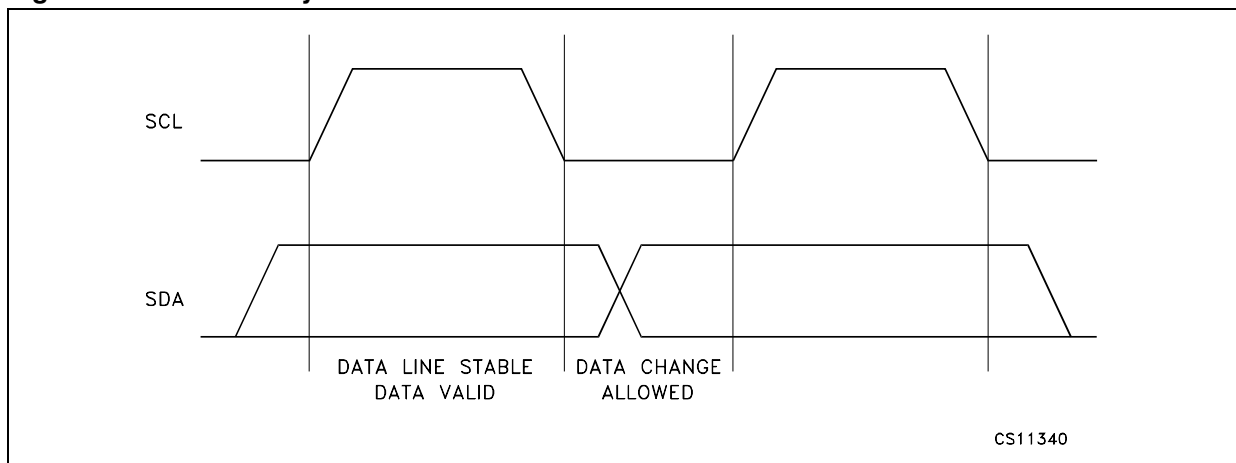 SCL
SDA
DATA LINE STABLE
DATA VALID
DATA CHANGE
ALLOWED
CS11340